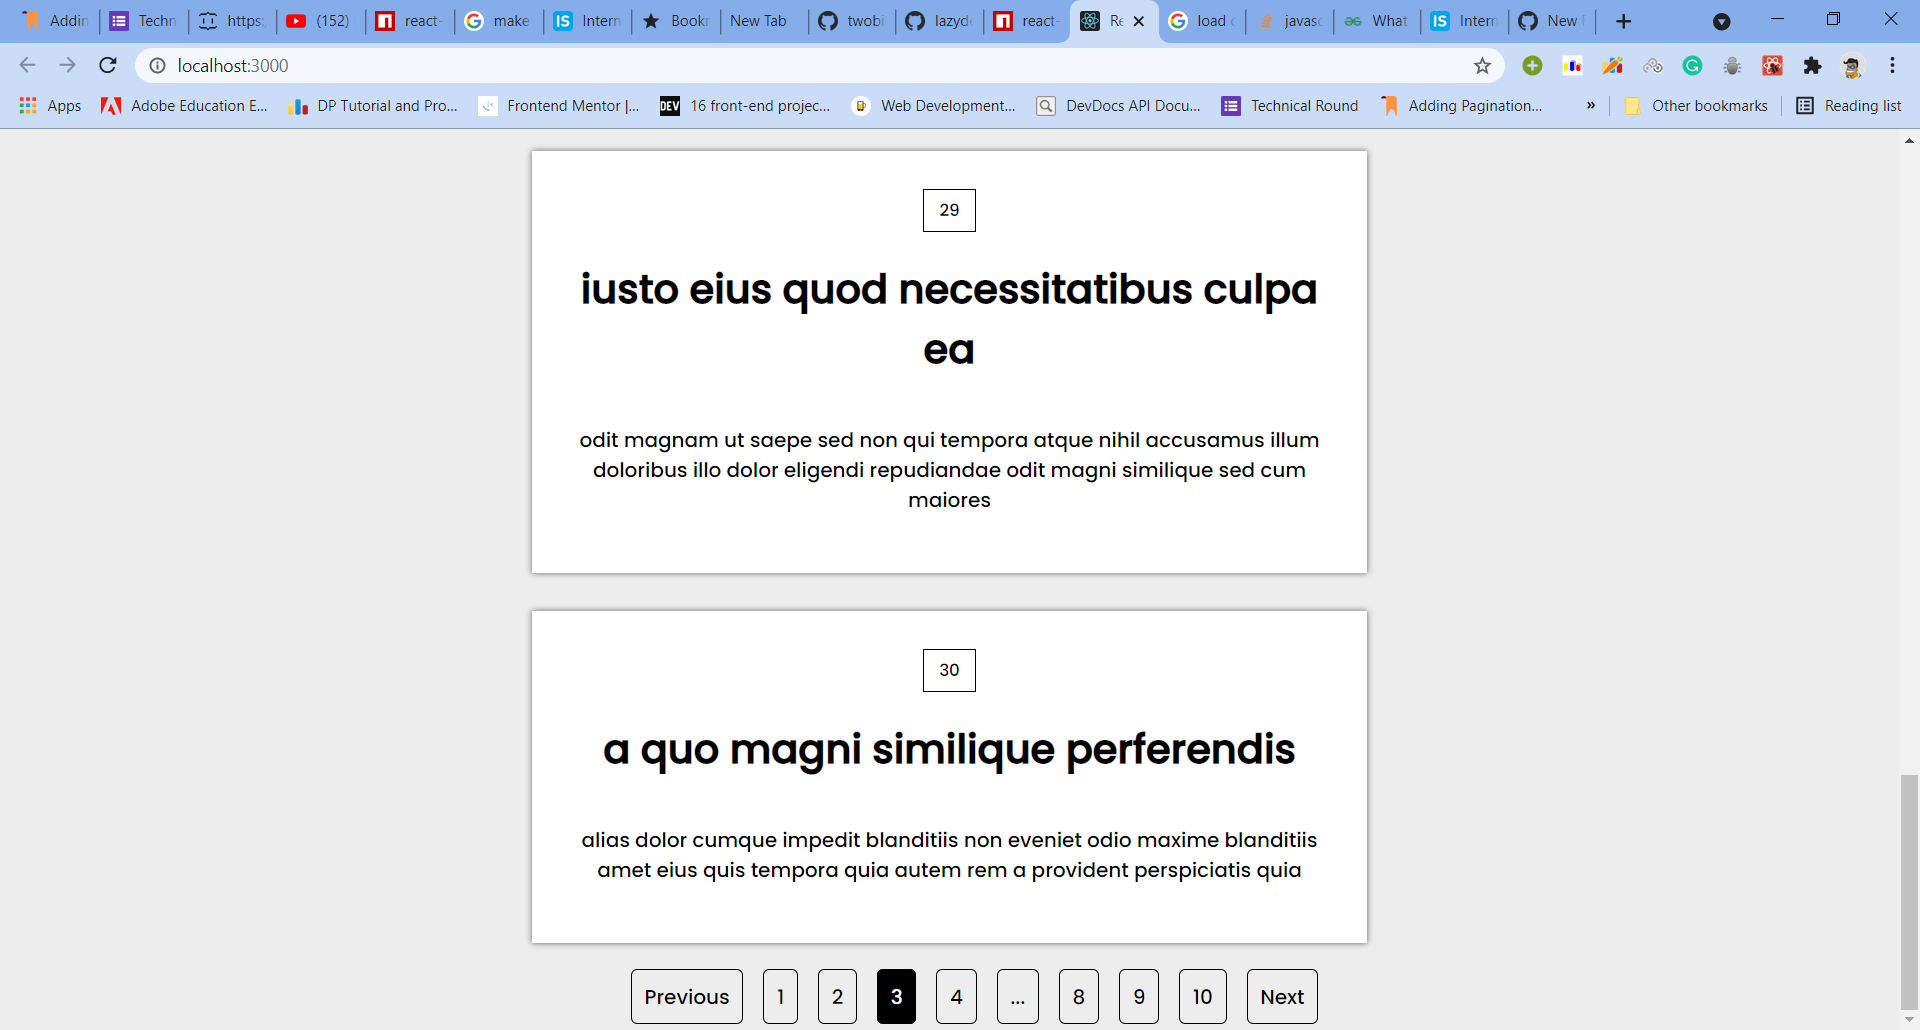 Addin
Techn
https:
(152)
react-
make
Intern
Bookr
New Tab
twobi
lazyde
react-
Re
load c
javasc
What
Intern
New
localhost:3000
Apps
Adobe Education E...
DP Tutorial and Pro...
Frontend Mentor |...
16 front-end projec...
Web Development...
DevDocs API Docu...
Technical Round
Adding Pagination...
»
Other bookmarks
Reading list
29
iusto eius quod necessitatibus culpa
ea
odit magnam ut saepe sed non qui tempora atque nihil accusamus illum
doloribus illo dolor eligendi repudiandae odit magni similique sed cum
maiores
30
a quo magni similique perferendis
alias dolor cumque impedit blanditiis non eveniet odio maxime blanditiis
amet eius quis tempora quia autem rem a provident perspiciatis quia
Previous 1 2 3 4 ... 8 9 10 Next